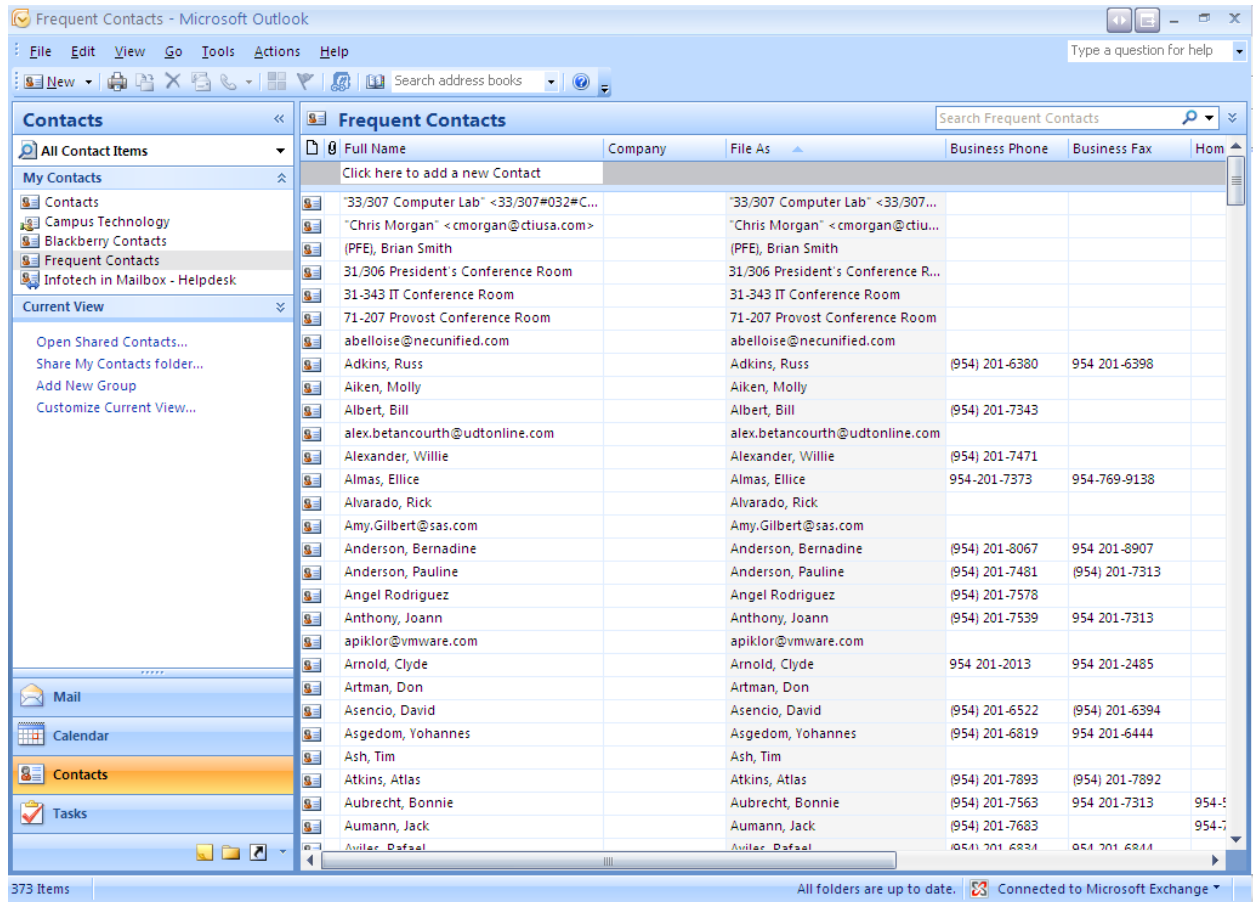 Frequent Contacts - Microsoft Outlook
File Edit View Go Tools Actions Help Type a question for help
New Search address books
Contacts «
All Contact Items
My Contacts
Contacts
Campus Technology
Blackberry Contacts
Frequent Contacts
Infotech in Mailbox - Helpdesk
Current View
Open Shared Contacts...
Share My Contacts folder...
Add New Group
Customize Current View...
Mail
Calendar
Contacts
Tasks
Frequent Contacts Search Frequent Contacts
Full Name Company File As Business Phone Business Fax Hom
Click here to add a new Contact
"33/307 Computer Lab" <33/307#032#C... "33/307 Computer Lab" <33/307...
"Chris Morgan" <cmorgan@ctiusa.com> "Chris Morgan" <cmorgan@ctiu...
(PFE), Brian Smith (PFE), Brian Smith
31/306 President's Conference Room 31/306 President's Conference R...
31-343 IT Conference Room 31-343 IT Conference Room
71-207 Provost Conference Room 71-207 Provost Conference Room
abelloise@necunified.com abelloise@necunified.com
Adkins, Russ Adkins, Russ (954) 201-6380 954 201-6398
Aiken, Molly Aiken, Molly
Albert, Bill Albert, Bill (954) 201-7343
alex.betancourth@udtonline.com alex.betancourth@udtonline.com
Alexander, Willie Alexander, Willie (954) 201-7471
Almas, Ellice Almas, Ellice 954-201-7373 954-769-9138
Alvarado, Rick Alvarado, Rick
Amy.Gilbert@sas.com Amy.Gilbert@sas.com
Anderson, Bernadine Anderson, Bernadine (954) 201-8067 954 201-8907
Anderson, Pauline Anderson, Pauline (954) 201-7481 (954) 201-7313
Angel Rodriguez Angel Rodriguez (954) 201-7578
Anthony, Joann Anthony, Joann (954) 201-7539 954 201-7313
apiklor@vmware.com apiklor@vmware.com
Arnold, Clyde Arnold, Clyde 954 201-2013 954 201-2485
Artman, Don Artman, Don
Asencio, David Asencio, David (954) 201-6522 (954) 201-6394
Asgedom, Yohannes Asgedom, Yohannes (954) 201-6819 954 201-6444
Ash, Tim Ash, Tim
Atkins, Atlas Atkins, Atlas (954) 201-7893 (954) 201-7892
Aubrecht, Bonnie Aubrecht, Bonnie (954) 201-7563 954 201-7313 954-5
Aumann, Jack Aumann, Jack (954) 201-7683 954-7
Aviles, Rafael Aviles, Rafael (954) 201-6834 954 201-6844
373 Items All folders are up to date. Connected to Microsoft Exchange